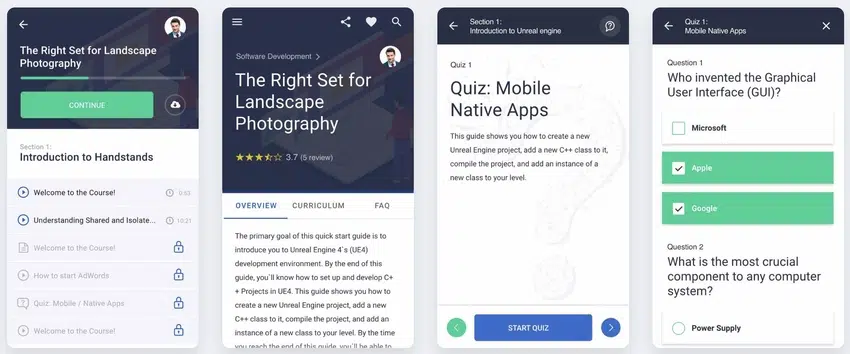 The Right Set for Landscape
Photography
CONTINUE
Section 1:
Introduction to Handstands
Welcome to the Course!
0:53
Understanding Shared and Isolate...
10:21
Welcome to the Course!
How to start AdWords
Quiz: Mobile / Native Apps
Welcome to the Course!
Software Development
The Right Set for
Landscape
Photography
3.7 (5 review)
OVERVIEW CURRICULUM FAQ
The primary goal of this quick start guide is to
introduce you to Unreal Engine 4`s (UE4)
development environment. By the end of this
guide, you`ll know how to set up and develop C+
+ Projects in UE4. This guide shows you how to
create a new Unreal Engine project, add a new
C++ class to it, compile the project, and add an
instance of a new class to your level. By the time
you reach the end of this guide, you`ll be able to
Section 1:
Introduction to Unreal engine
Quiz 1
Quiz: Mobile
Native Apps
This guide shows you how to create a new
Unreal Engine project, add a new C++ class to it,
compile the project, and add an instance of a
new class to your level.
START QUIZ
Quiz 1:
Mobile Native Apps
Question 1
Who invented the Graphical
User Interface (GUI)?
Microsoft
Apple
Google
Question 2
What is the most crucial
component to any computer
system?
Power Supply